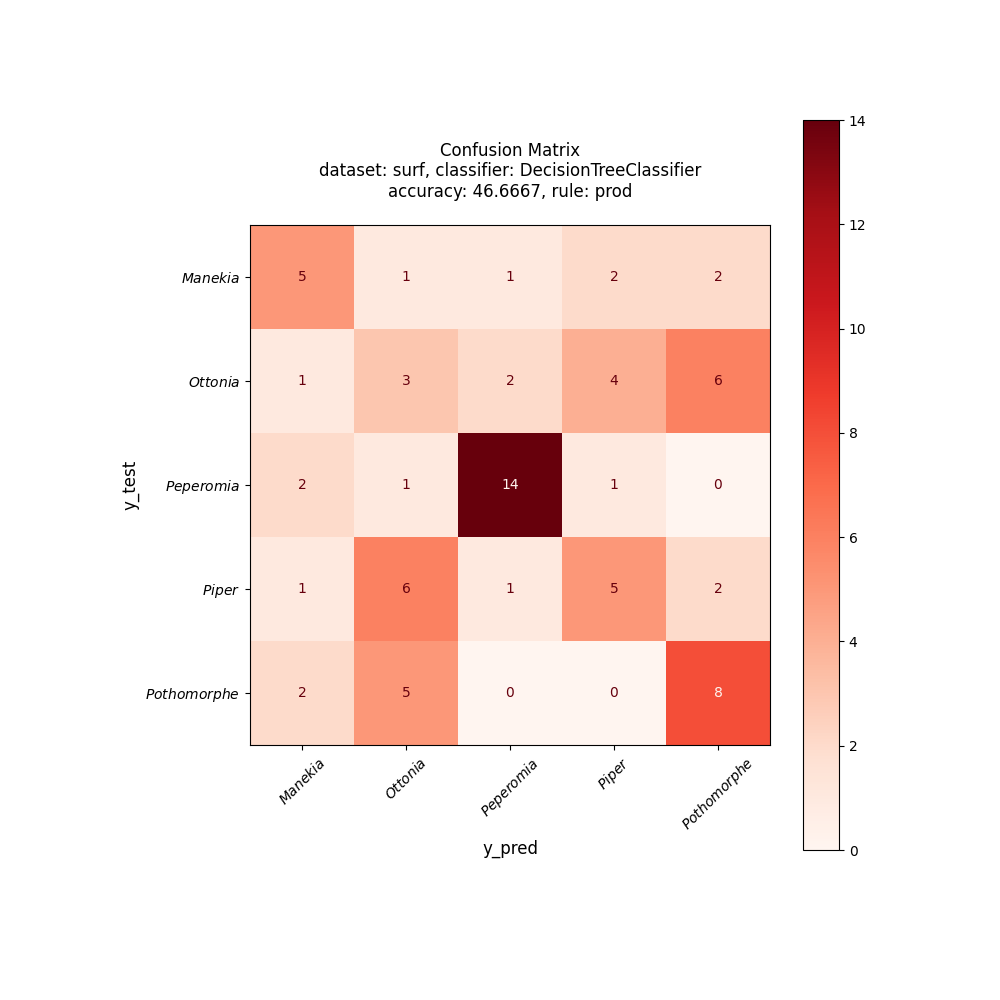 Confusion Matrix
dataset: surf, classifier: DecisionTreeClassifier
accuracy: 46.6667, rule: prod
14
12
10
8
6
4
2
0
y_test
Manekia 5 1 1 2 2
Ottonia 1 3 2 4 6
Peperomia 2 1 14 1 0
Piper 1 6 1 5 2
Pothomorphe 2 5 0 0 8
Manekia Ottonia Peperomia Piper Pothomorphe
y_pred